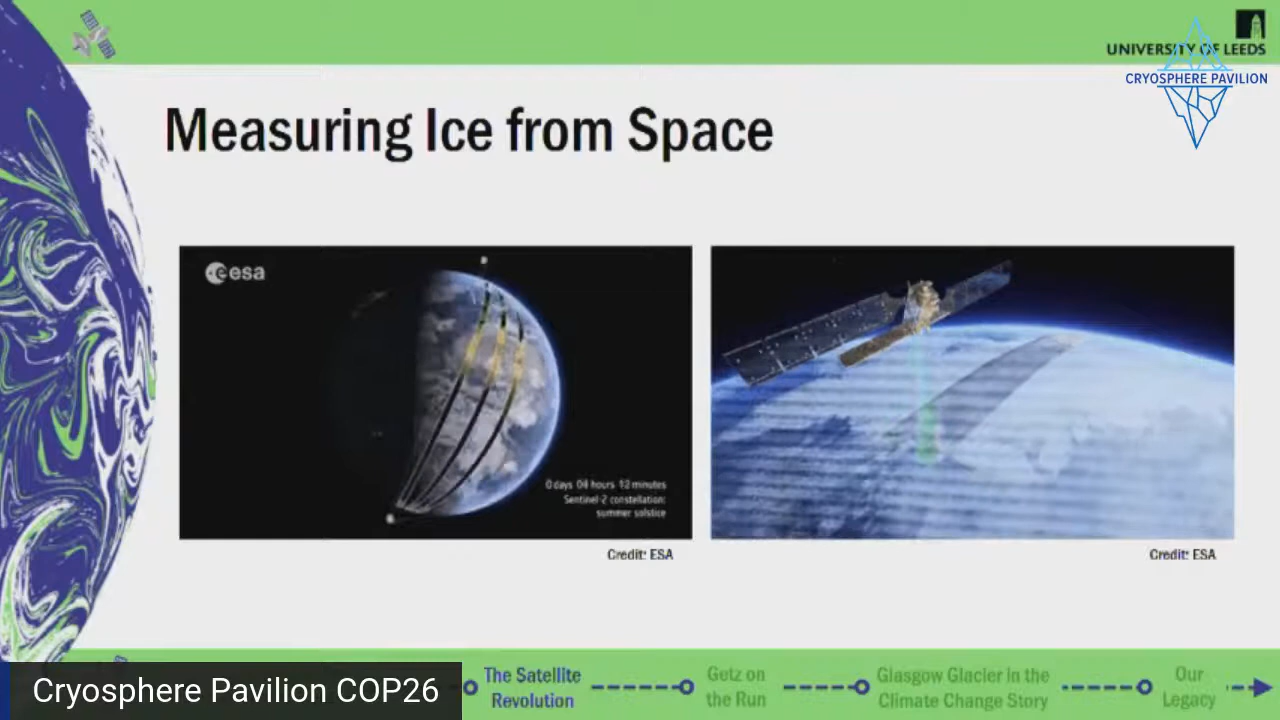 UNIVERSITY OF LEEDS
CRYOSPHERE PAVILION
Measuring Ice from Space
esa
0 days 04 hours 12 minutes
Sentinel-2 constellation:
summer solstice
Credit: ESA
Credit: ESA
Cryosphere Pavilion COP26
The Satellite
Revolution
Getz on
the Run
Glasgow Glacier in the
Climate Change Story
Our
Legacy